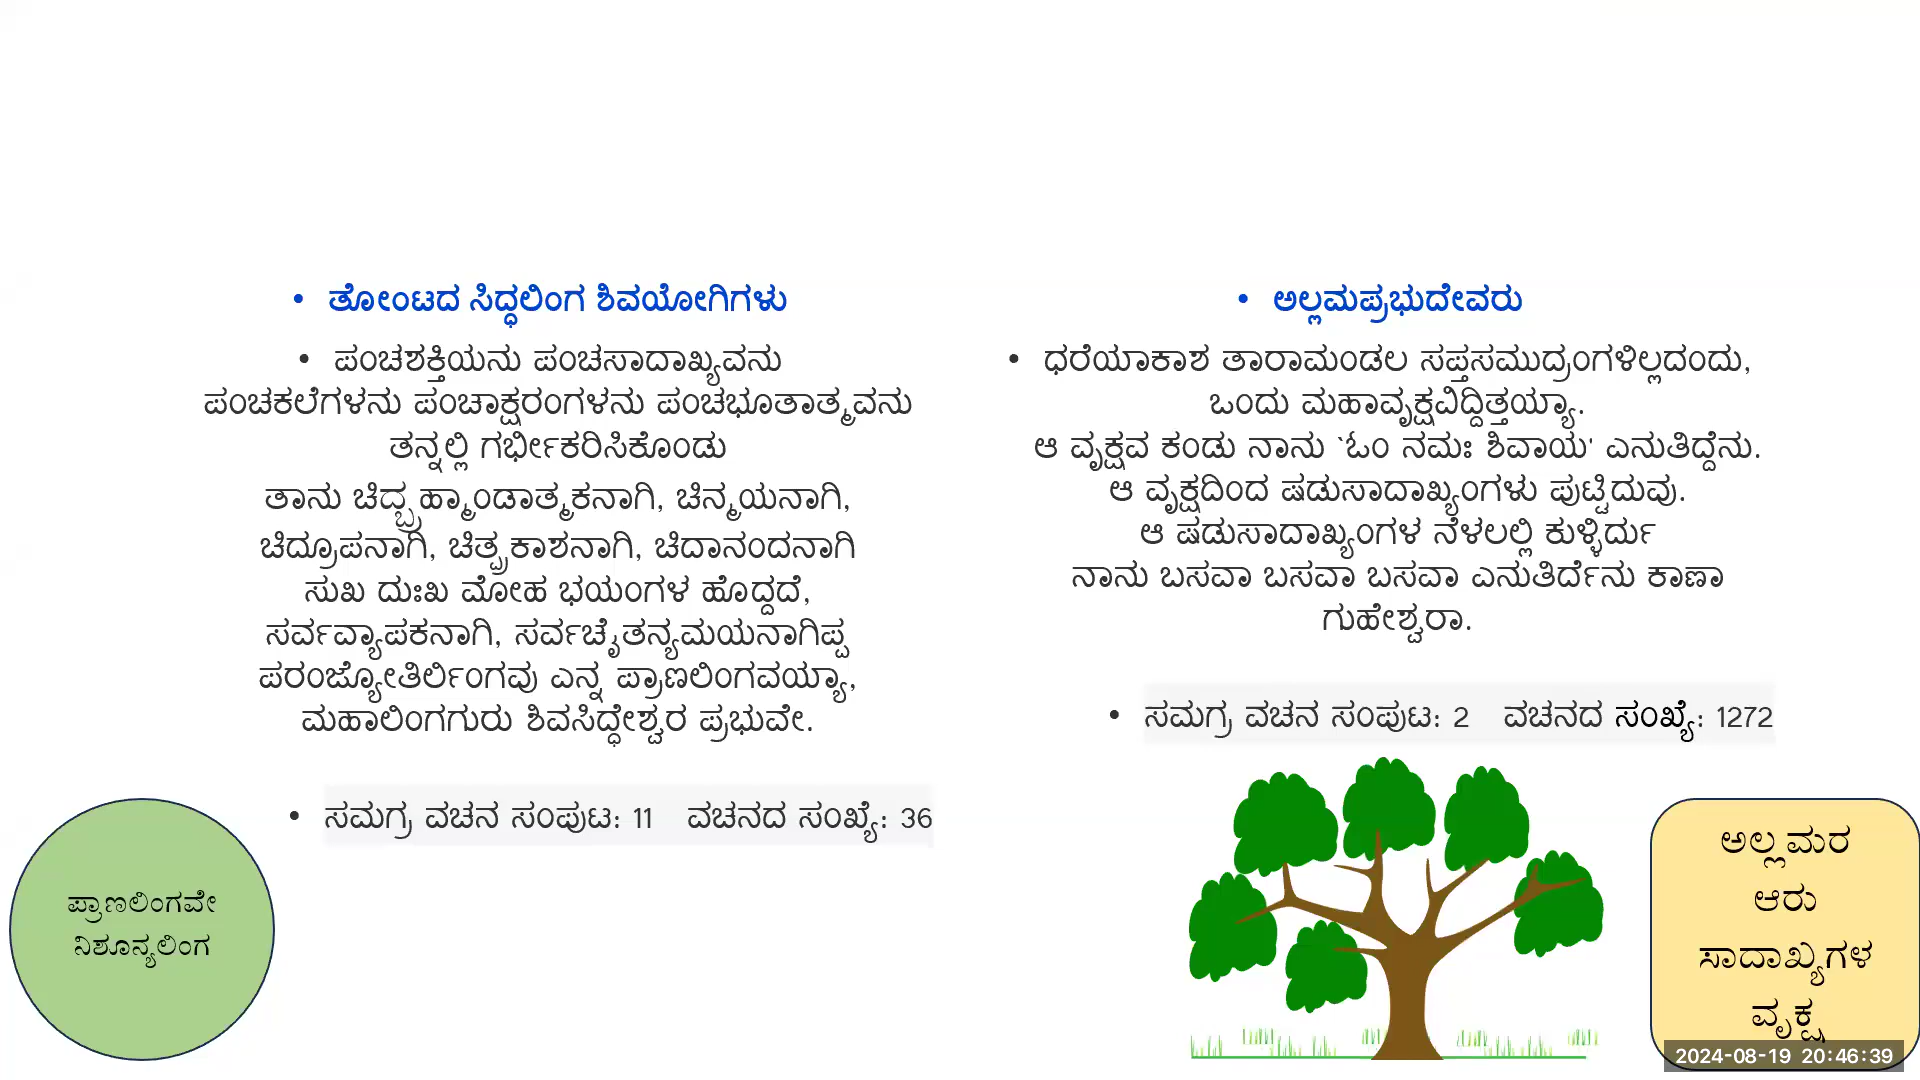 • ತೋಂಟದ ಸಿದ್ಧಲಿಂಗ ಶಿವಯೋಗಿಗಳು
• ಪಂಚಶಕ್ತಿಯನು ಪಂಚಸಾದಾಖ್ಯವನು
ಪಂಚಕಲೆಗಳನು ಪಂಚಾಕ್ಷರಂಗಳನು ಪಂಚಭೂತಾತ್ಮವನು
ತನ್ನಲ್ಲಿ ಗರ್ಭೀಕರಿಸಿಕೊಂಡು
ತಾನು ಚಿದ್ಬ್ರಹ್ಮಾಂಡಾತ್ಮಕನಾಗಿ, ಚಿನ್ಮಯನಾಗಿ,
ಚಿದ್ರೂಪನಾಗಿ, ಚಿತ್ಪ್ರಕಾಶನಾಗಿ, ಚಿದಾನಂದನಾಗಿ
ಸುಖ ದುಃಖ ಮೋಹ ಭಯಂಗಳ ಹೊದ್ದದೆ,
ಸರ್ವವ್ಯಾಪಕನಾಗಿ, ಸರ್ವಚೈತನ್ಯಮಯನಾಗಿಪ್ಪ
ಪರಂಜ್ಯೋತಿರ್ಲಿಂಗವು ಎನ್ನ ಪ್ರಾಣಲಿಂಗವಯ್ಯಾ,
ಮಹಾಲಿಂಗಗುರು ಶಿವಸಿದ್ಧೇಶ್ವರ ಪ್ರಭುವೇ.
• ಸಮಗ್ರ ವಚನ ಸಂಪುಟ: 11 ವಚನದ ಸಂಖ್ಯೆ: 36
ಪ್ರಾಣಲಿಂಗವೇ
ನಿಶೂನ್ಯಲಿಂಗ
• ಅಲ್ಲಮಪ್ರಭುದೇವರು
• ಧರೆಯಾಕಾಶ ತಾರಾಮಂಡಲ ಸಪ್ತಸಮುದ್ರಂಗಳಿಲ್ಲದಂದು,
ಒಂದು ಮಹಾವೃಕ್ಷವಿದ್ದಿತ್ತಯ್ಯಾ.
ಆ ವೃಕ್ಷವ ಕಂಡು ನಾನು `ಓಂ ನಮಃ ಶಿವಾಯ' ಎನುತಿದ್ದೆನು.
ಆ ವೃಕ್ಷದಿಂದ ಷಡುಸಾದಾಖ್ಯಂಗಳು ಪುಟ್ಟಿದುವು.
ಆ ಷಡುಸಾದಾಖ್ಯಂಗಳ ನೆಳಲಲ್ಲಿ ಕುಳ್ಳಿರ್ದು
ನಾನು ಬಸವಾ ಬಸವಾ ಬಸವಾ ಎನುತಿರ್ದೆನು ಕಾಣಾ
ಗುಹೇಶ್ವರಾ.
• ಸಮಗ್ರ ವಚನ ಸಂಪುಟ: 2 ವಚನದ ಸಂಖ್ಯೆ: 1272
ಅಲ್ಲಮರ
ಆರು
ಸಾದಾಖ್ಯಗಳ
ವೃಕ್ಷ
2024-08-19 20:46:39